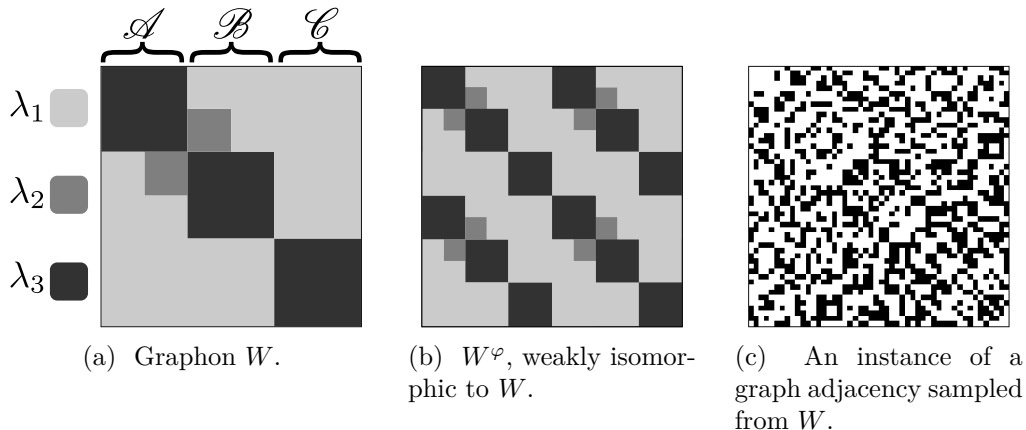 𝒜 ℬ 𝒞
λ₁
λ₂
λ₃
(a) Graphon W.
(b) W^φ, weakly isomor-
phic to W.
(c) An instance of a
graph adjacency sampled
from W.